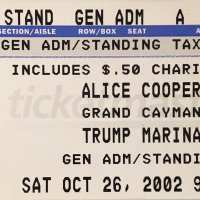 STAND GEN ADM A
SECTION/AISLE ROW/BOX SEAT
GEN ADM/STANDING TAX
INCLUDES $.50 CHARI
ALICE COOPER
GRAND CAYMAN
TRUMP MARINA
GEN ADM/STANDI
SAT OCT 26, 2002 9